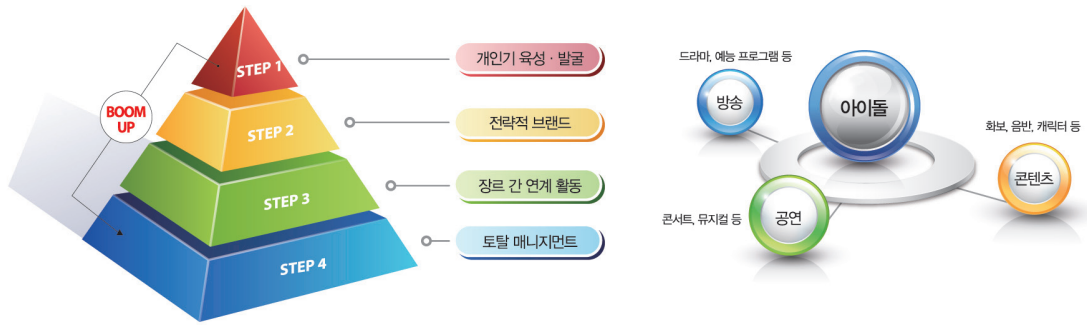 BOOM
UP
STEP 1
개인기 육성 · 발굴
STEP 2
전략적 브랜드
STEP 3
장르 간 연계 활동
STEP 4
토탈 매니지먼트
드라마, 예능 프로그램 등
방송
아이돌
화보, 음반, 캐릭터 등
콘텐츠
콘서트, 뮤지컬 등
공연